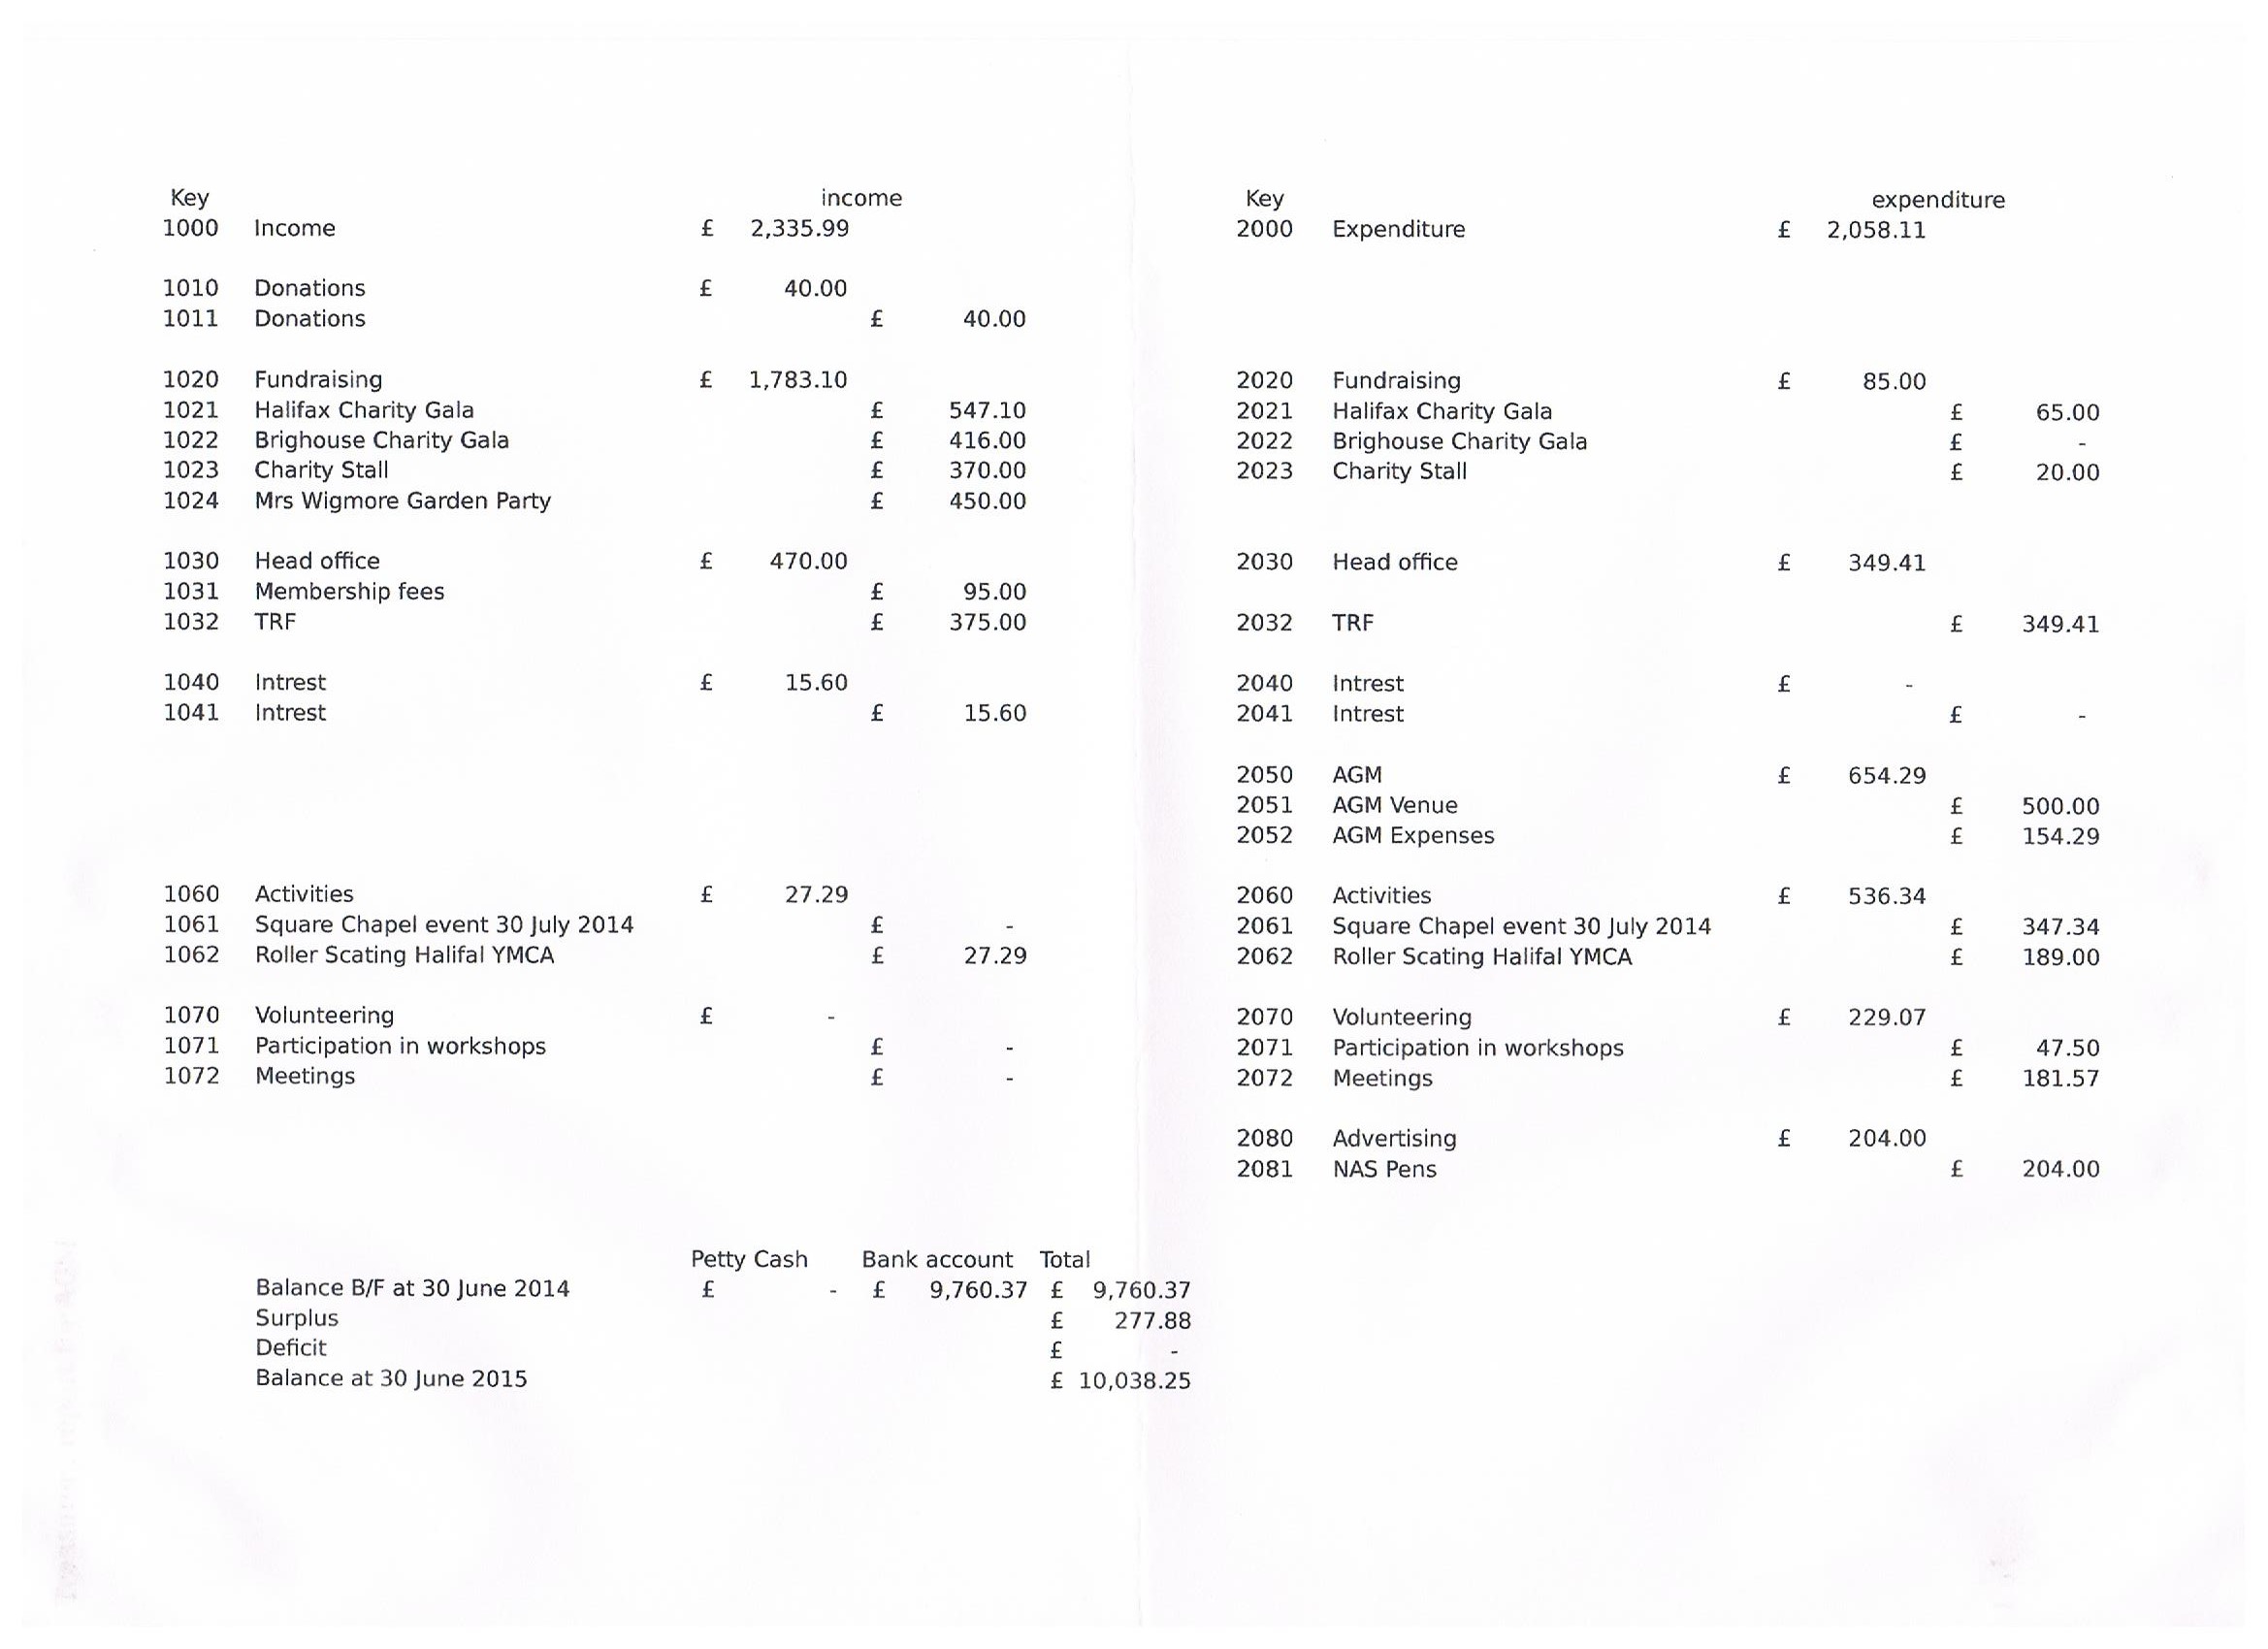 Key income
1000 Income £ 2,335.99
1010 Donations £ 40.00
1011 Donations £ 40.00
1020 Fundraising £ 1,783.10
1021 Halifax Charity Gala £ 547.10
1022 Brighouse Charity Gala £ 416.00
1023 Charity Stall £ 370.00
1024 Mrs Wigmore Garden Party £ 450.00
1030 Head office £ 470.00
1031 Membership fees £ 95.00
1032 TRF £ 375.00
1040 Intrest £ 15.60
1041 Intrest £ 15.60
1060 Activities £ 27.29
1061 Square Chapel event 30 July 2014 £ -
1062 Roller Scating Halifal YMCA £ 27.29
1070 Volunteering £ -
1071 Participation in workshops £ -
1072 Meetings £ -
Petty Cash Bank account Total
Balance B/F at 30 June 2014 £ - £ 9,760.37 £ 9,760.37
Surplus £ 277.88
Deficit £ -
Balance at 30 June 2015 £ 10,038.25
Key expenditure
2000 Expenditure £ 2,058.11
2020 Fundraising £ 85.00
2021 Halifax Charity Gala £ 65.00
2022 Brighouse Charity Gala £ -
2023 Charity Stall £ 20.00
2030 Head office £ 349.41
2032 TRF £ 349.41
2040 Intrest £ -
2041 Intrest £ -
2050 AGM £ 654.29
2051 AGM Venue £ 500.00
2052 AGM Expenses £ 154.29
2060 Activities £ 536.34
2061 Square Chapel event 30 July 2014 £ 347.34
2062 Roller Scating Halifal YMCA £ 189.00
2070 Volunteering £ 229.07
2071 Participation in workshops £ 47.50
2072 Meetings £ 181.57
2080 Advertising £ 204.00
2081 NAS Pens £ 204.00